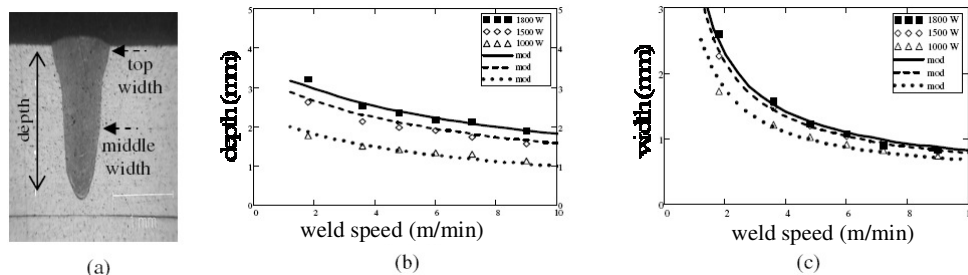 depth
top
width
middle
width
(a)
depth (mm)
5
4
3
2
1
0
5
4
3
2
1
0
1800 W
1500 W
1000 W
mod
mod
mod
0 2 4 6 8 10
weld speed (m/min)
(b)
width (mm)
3
2
1
0
1800 W
1500 W
1000 W
mod
mod
mod
0 2 4 6 8 10
weld speed (m/min)
(c)